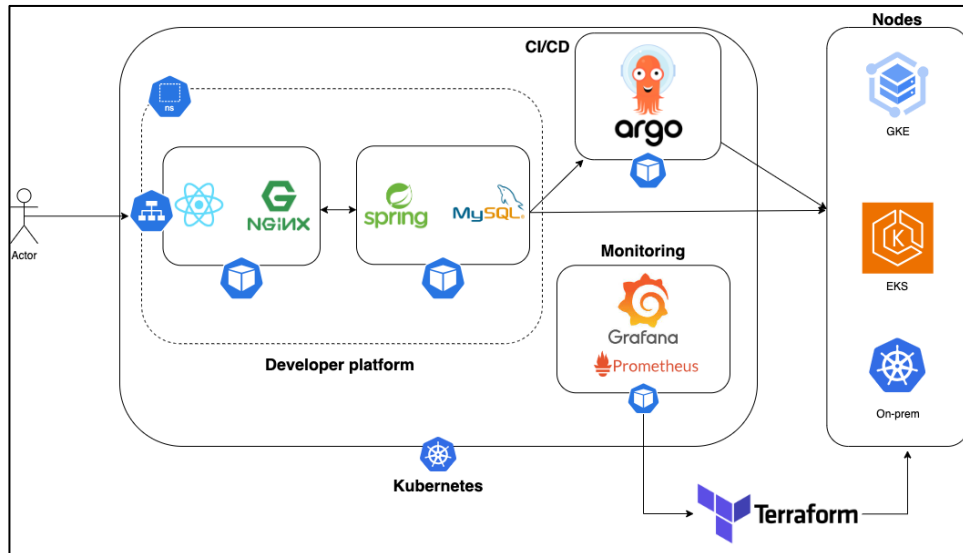 Nodes
CI/CD
ns
argo
GKE
NGiNX
spring
MySQL®
Actor
Monitoring
EKS
Grafana
Developer platform
Prometheus
On-prem
Kubernetes
Terraform